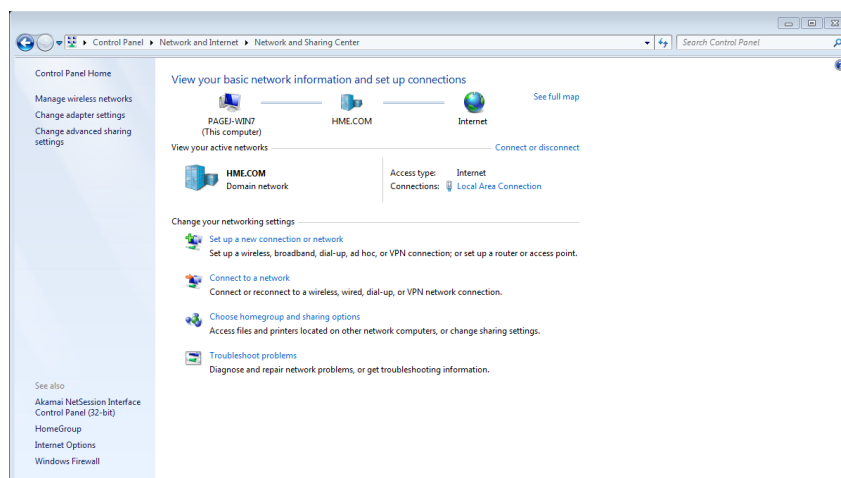 Control Panel ▸ Network and Internet ▸ Network and Sharing Center
Search Control Panel
Control Panel Home
Manage wireless networks
Change adapter settings
Change advanced sharing
settings
See also
Akamai NetSession Interface
Control Panel (32-bit)
HomeGroup
Internet Options
Windows Firewall
View your basic network information and set up connections
See full map
PAGEJ-WIN7
(This computer)
HME.COM
Internet
View your active networks
Connect or disconnect
HME.COM
Domain network
Access type: Internet
Connections: Local Area Connection
Change your networking settings
Set up a new connection or network
Set up a wireless, broadband, dial-up, ad hoc, or VPN connection; or set up a router or access point.
Connect to a network
Connect or reconnect to a wireless, wired, dial-up, or VPN network connection.
Choose homegroup and sharing options
Access files and printers located on other network computers, or change sharing settings.
Troubleshoot problems
Diagnose and repair network problems, or get troubleshooting information.